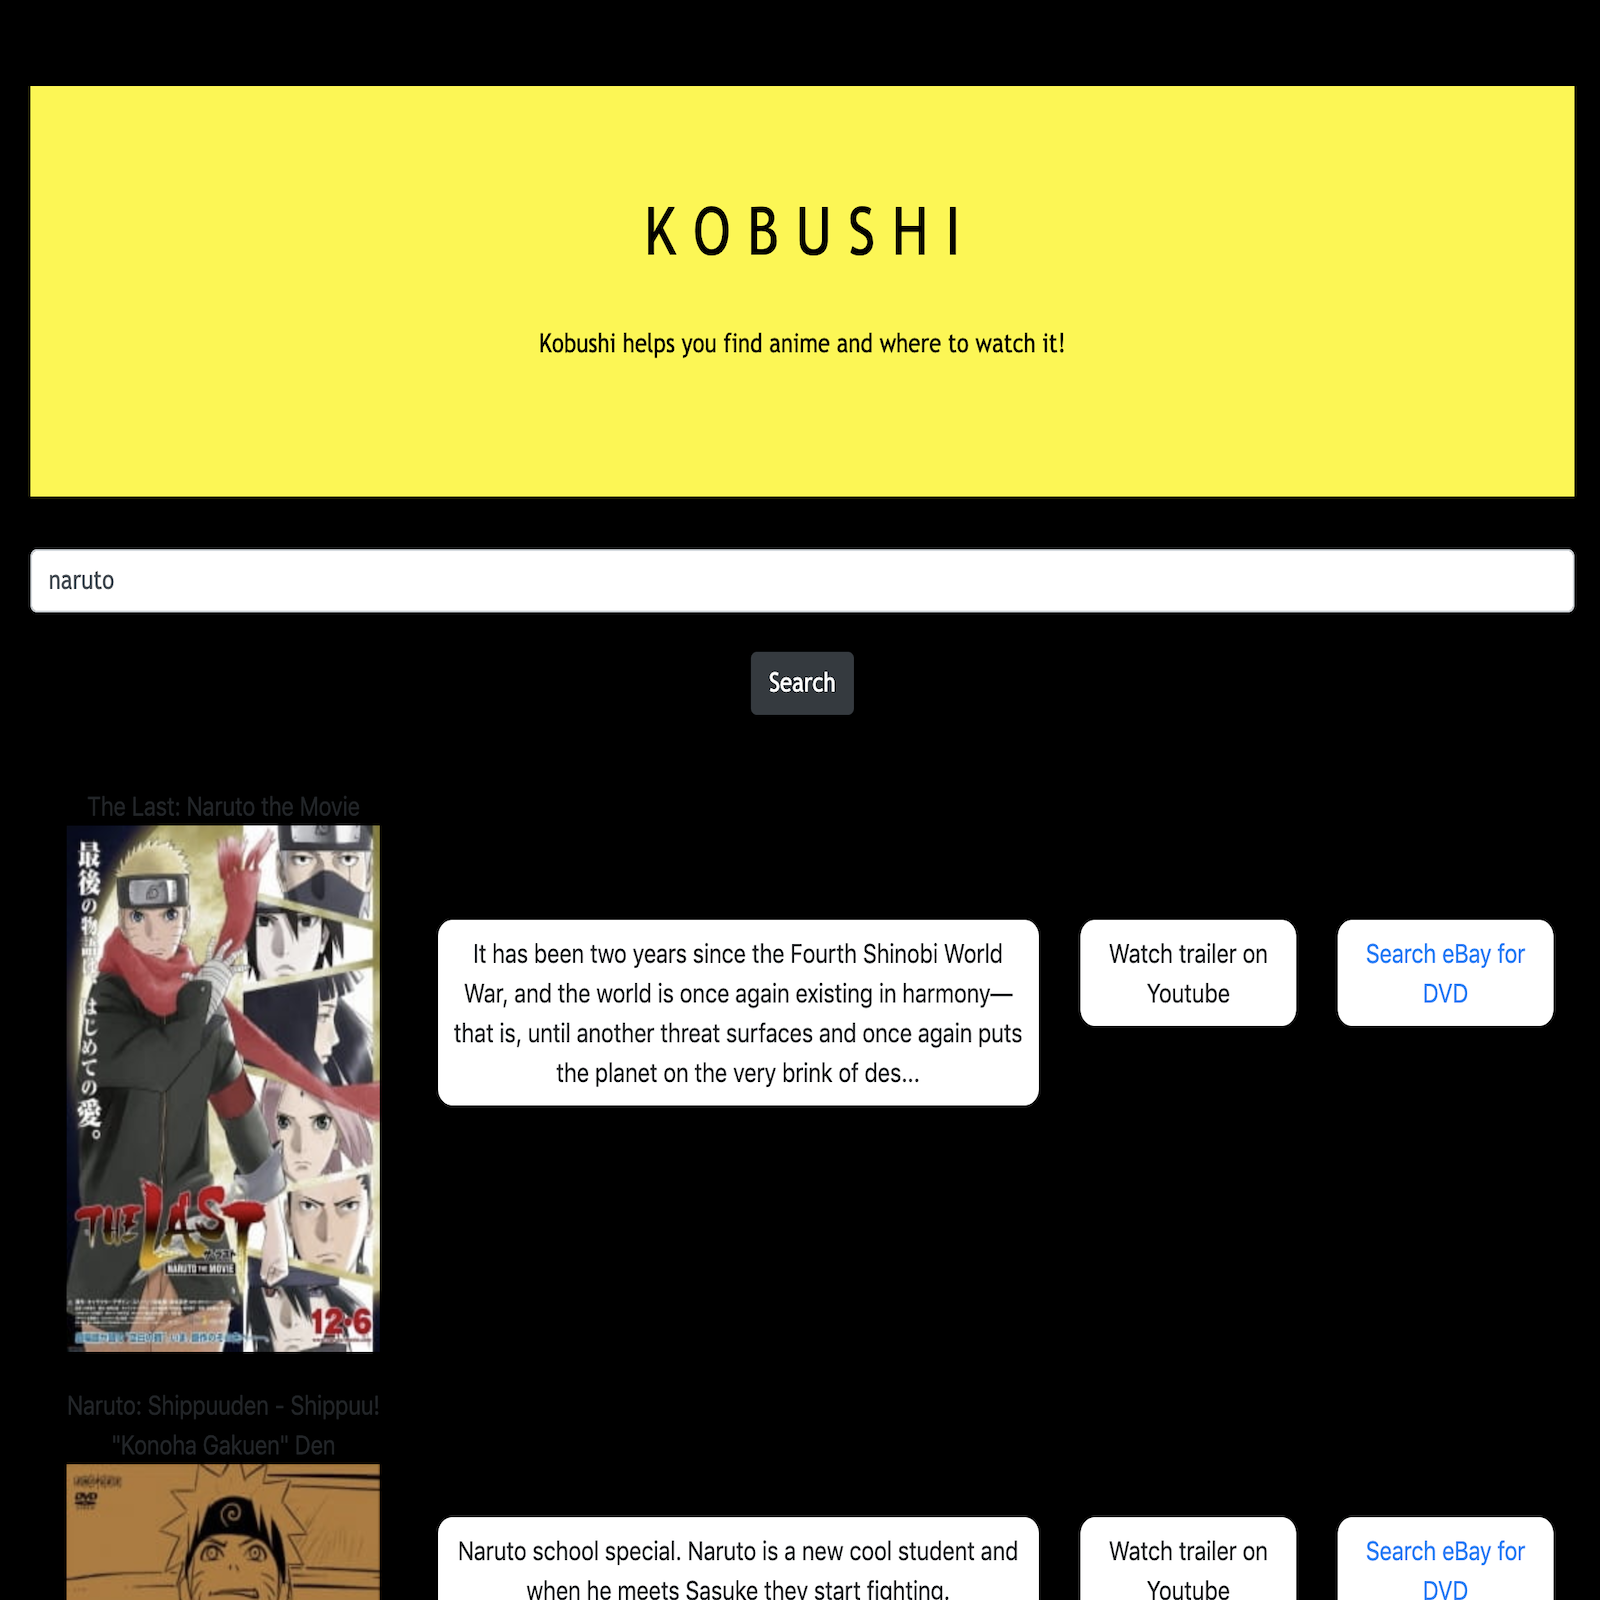 KOBUSHI
Kobushi helps you find anime and where to watch it!
naruto
Search
The Last: Naruto the Movie
最後の物語は、はじめての愛。
THE LAST
NARUTO THE MOVIE
12•6
It has been two years since the Fourth Shinobi World
War, and the world is once again existing in harmony—
that is, until another threat surfaces and once again puts
the planet on the very brink of des...
Watch trailer on
Youtube
Search eBay for
DVD
Naruto: Shippuuden - Shippuu!
"Konoha Gakuen" Den
DVD
Naruto school special. Naruto is a new cool student and
when he meets Sasuke they start fighting.
Watch trailer on
Youtube
Search eBay for
DVD